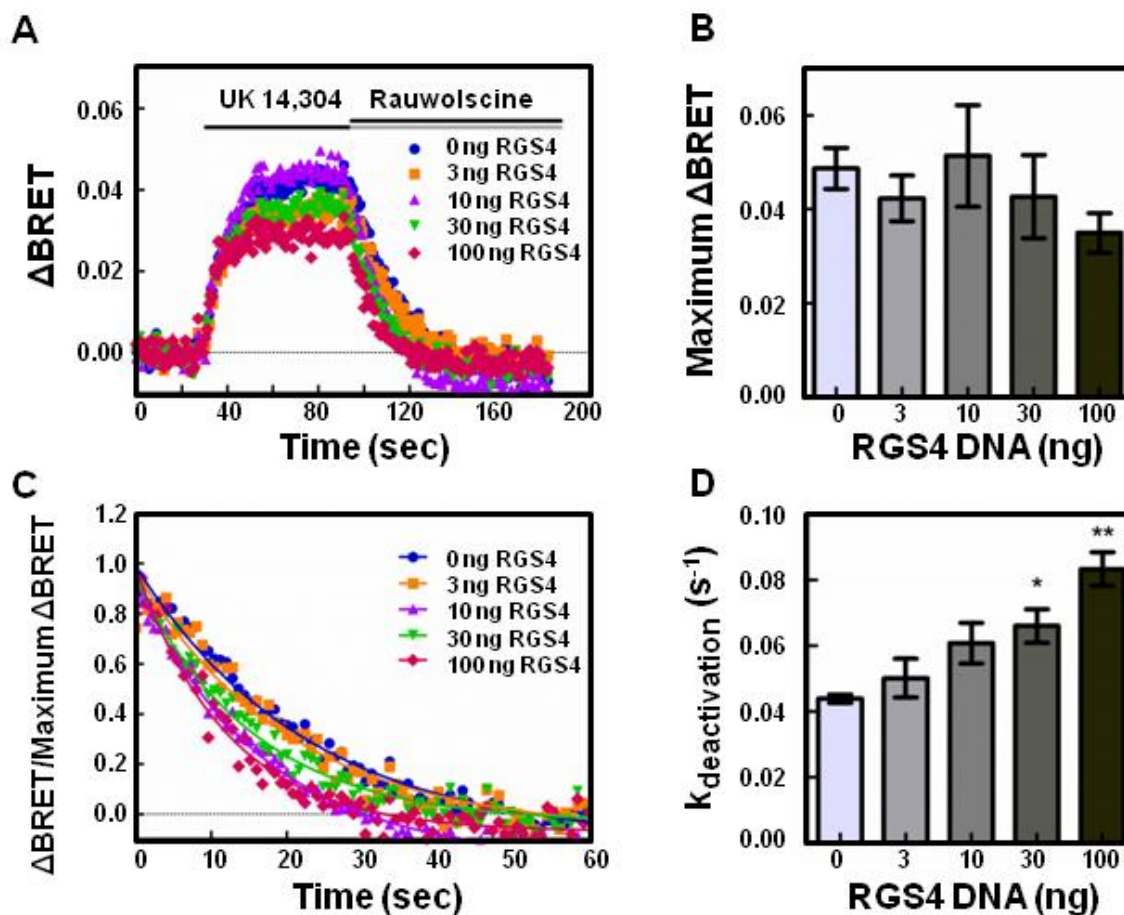 A
UK 14,304 Rauwolscine
0 ng RGS4
3 ng RGS4
10 ng RGS4
30 ng RGS4
100 ng RGS4
0.06
0.04
0.02
0.00
ΔBRET
0 40 80 120 160 200
Time (sec)
B
0.06
0.04
0.02
0.00
Maximum ΔBRET
0 3 10 30 100
RGS4 DNA (ng)
C
1.2
1.0
0.8
0.6
0.4
0.2
0.0
ΔBRET/Maximum ΔBRET
0 ng RGS4
3 ng RGS4
10 ng RGS4
30 ng RGS4
100 ng RGS4
0 10 20 30 40 50 60
Time (sec)
D
0.10
0.08
0.06
0.04
0.02
0.00
kdeactivation (s-1)
* **
0 3 10 30 100
RGS4 DNA (ng)